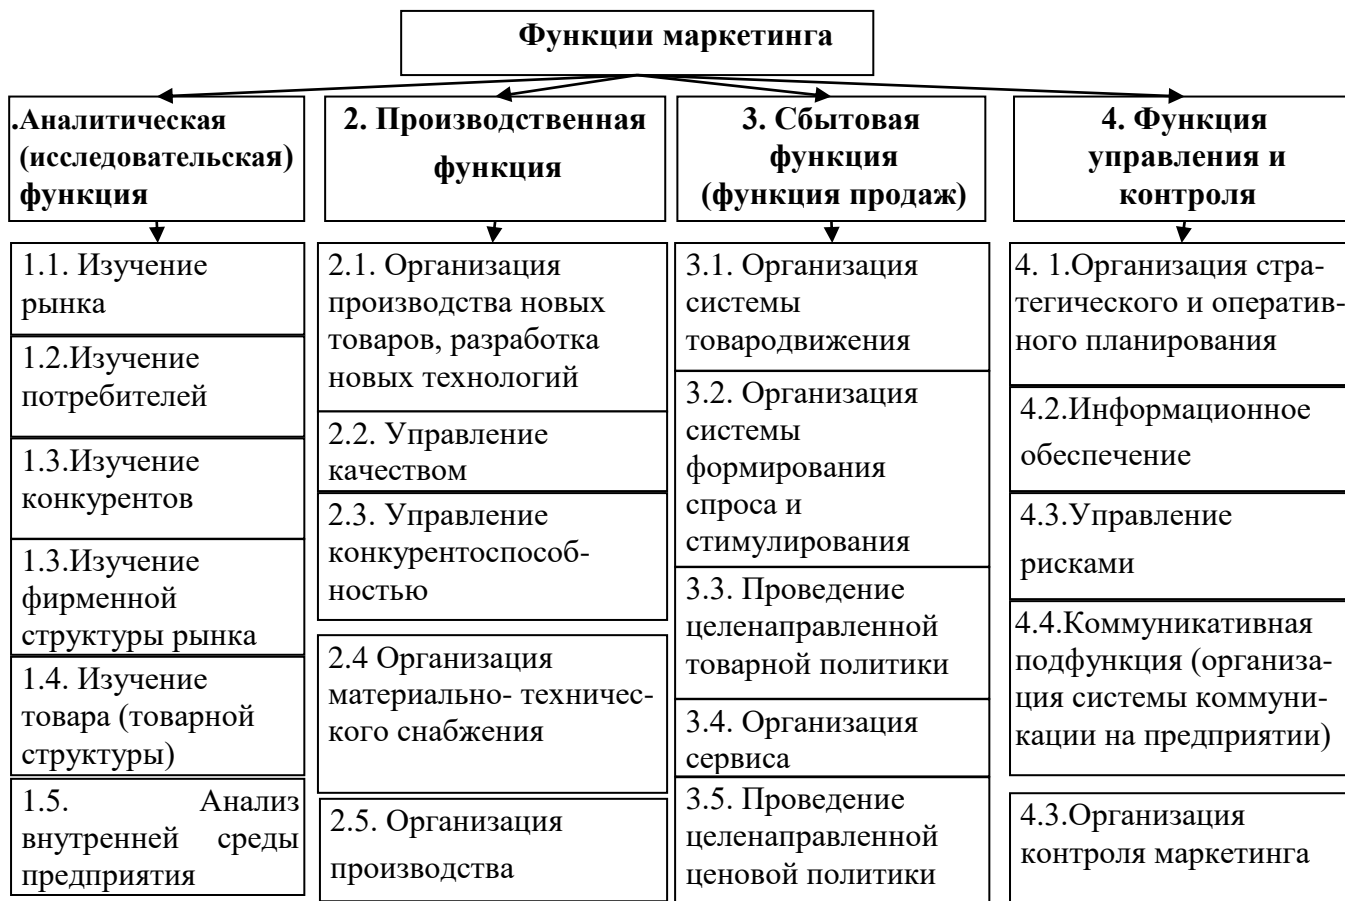 Функции маркетинга
.Аналитическая
(исследовательская)
функция
1.1. Изучение
рынка
1.2.Изучение
потребителей
1.3.Изучение
конкурентов
1.3.Изучение
фирменной
структуры рынка
1.4. Изучение
товара (товарной
структуры)
1.5. Анализ
внутренней среды
предприятия
2. Производственная
функция
2.1. Организация
производства новых
товаров, разработка
новых технологий
2.2. Управление
качеством
2.3. Управление
конкурентоспособ-
ностью
2.4 Организация
материально- техничес-
кого снабжения
2.5. Организация
производства
3. Сбытовая
функция
(функция продаж)
3.1. Организация
системы
товародвижения
3.2. Организация
системы
формирования
спроса и
стимулирования
3.3. Проведение
целенаправленной
товарной политики
3.4. Организация
сервиса
3.5. Проведение
целенаправленной
ценовой политики
4. Функция
управления и
контроля
4. 1.Организация стра-
тегического и оператив-
ного планирования
4.2.Информационное
обеспечение
4.3.Управление
рисками
4.4.Коммуникативная
подфункция (организа-
ция системы коммуни-
кации на предприятии)
4.3.Организация
контроля маркетинга